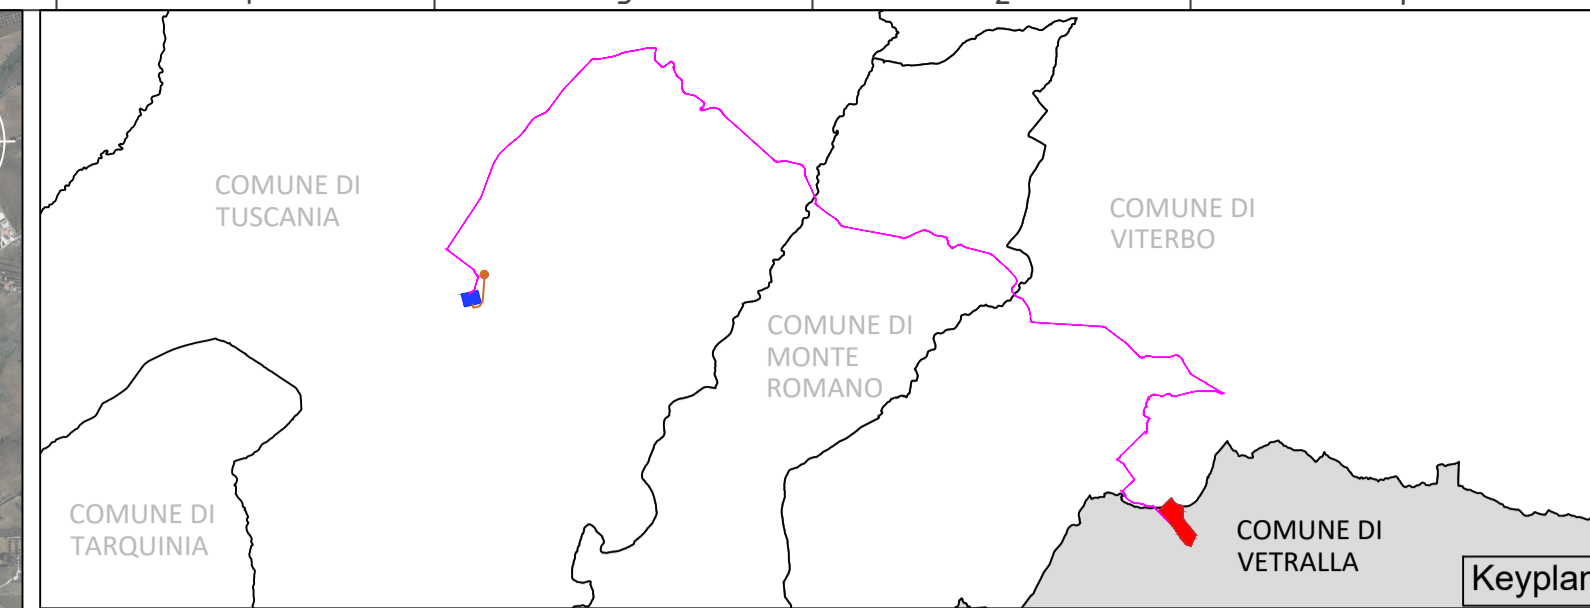 COMUNE DI
TUSCANIA
COMUNE DI
VITERBO
COMUNE DI
MONTE
ROMANO
COMUNE DI
TARQUINIA
COMUNE DI
VETRALLA
Keyplan